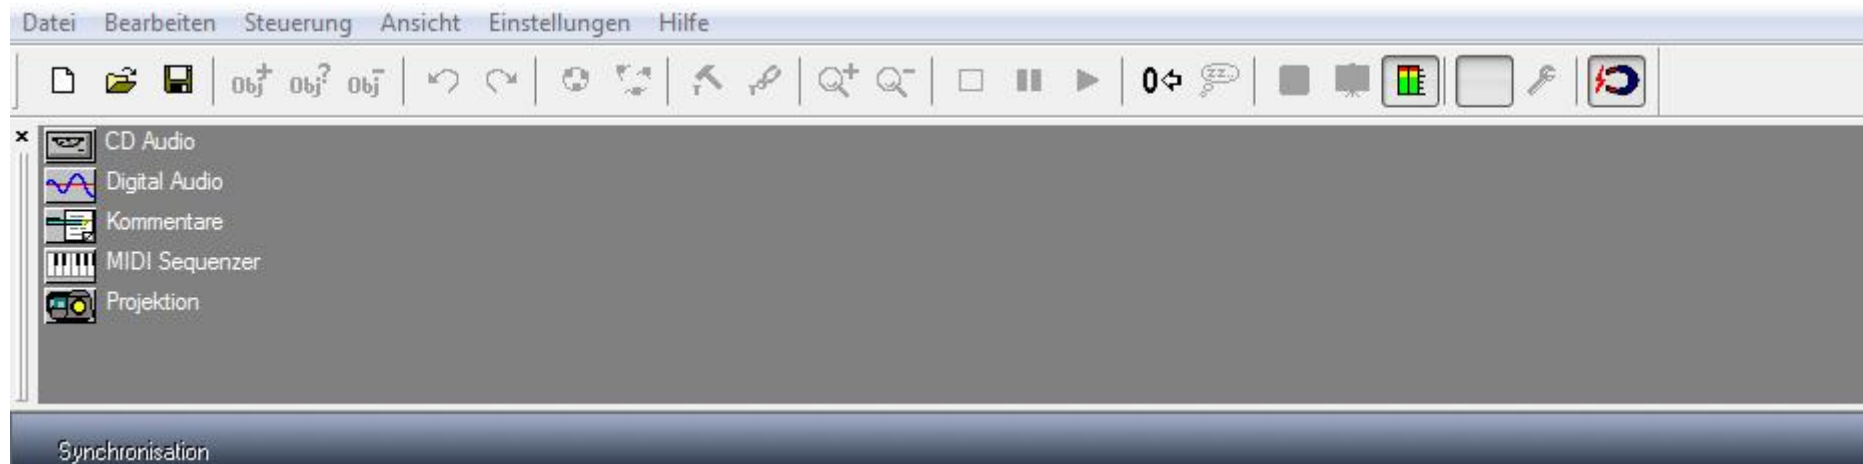 Datei Bearbeiten Steuerung Ansicht Einstellungen Hilfe
Obj+ Obj? Obj- 0 ZZ..
CD Audio
Digital Audio
Kommentare
MIDI Sequenzer
Projektion
Synchronisation